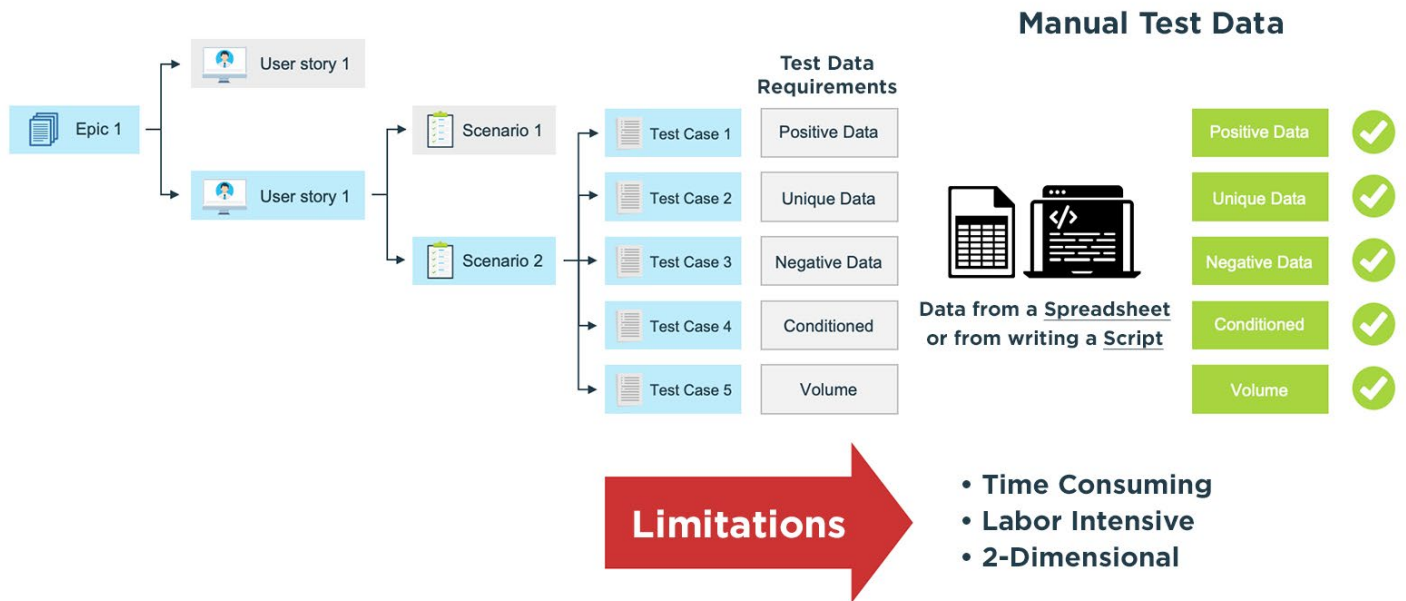 Manual Test Data
Test Data
Requirements
User story 1
Epic 1
User story 1
Scenario 1
Scenario 2
Test Case 1
Positive Data
Positive Data
Test Case 2
Unique Data
Unique Data
Test Case 3
Negative Data
Negative Data
Test Case 4
Conditioned
Conditioned
Test Case 5
Volume
Volume
</>
Data from a Spreadsheet
or from writing a Script
Limitations
• Time Consuming
• Labor Intensive
• 2-Dimensional